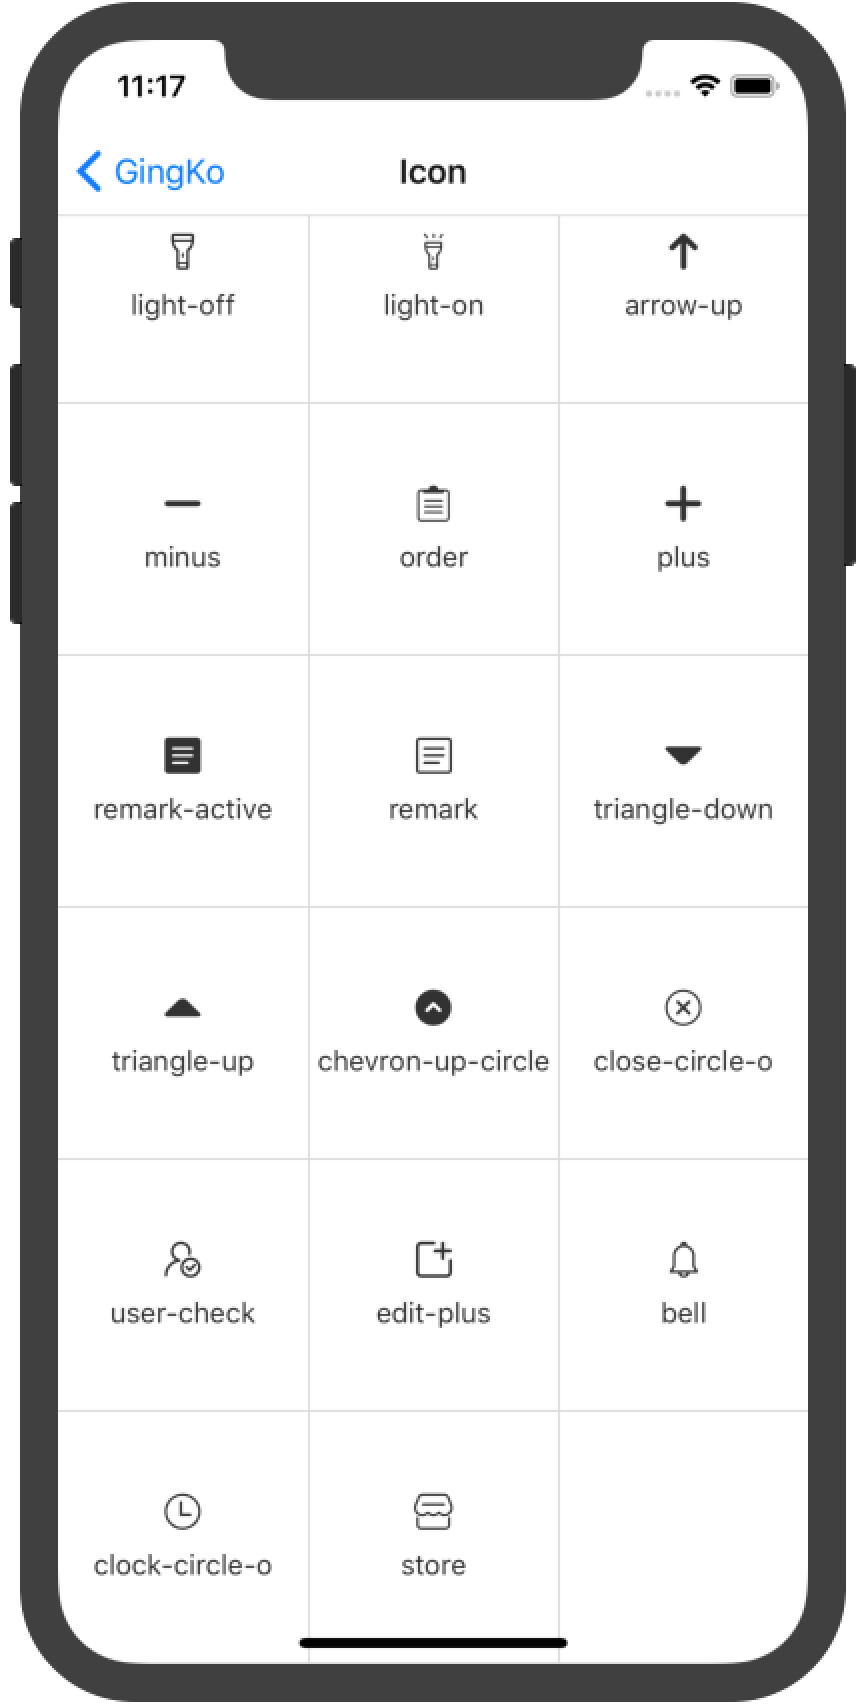 11:17
GingKo Icon
light-off light-on arrow-up
minus order plus
remark-active remark triangle-down
triangle-up chevron-up-circle close-circle-o
user-check edit-plus bell
clock-circle-o store